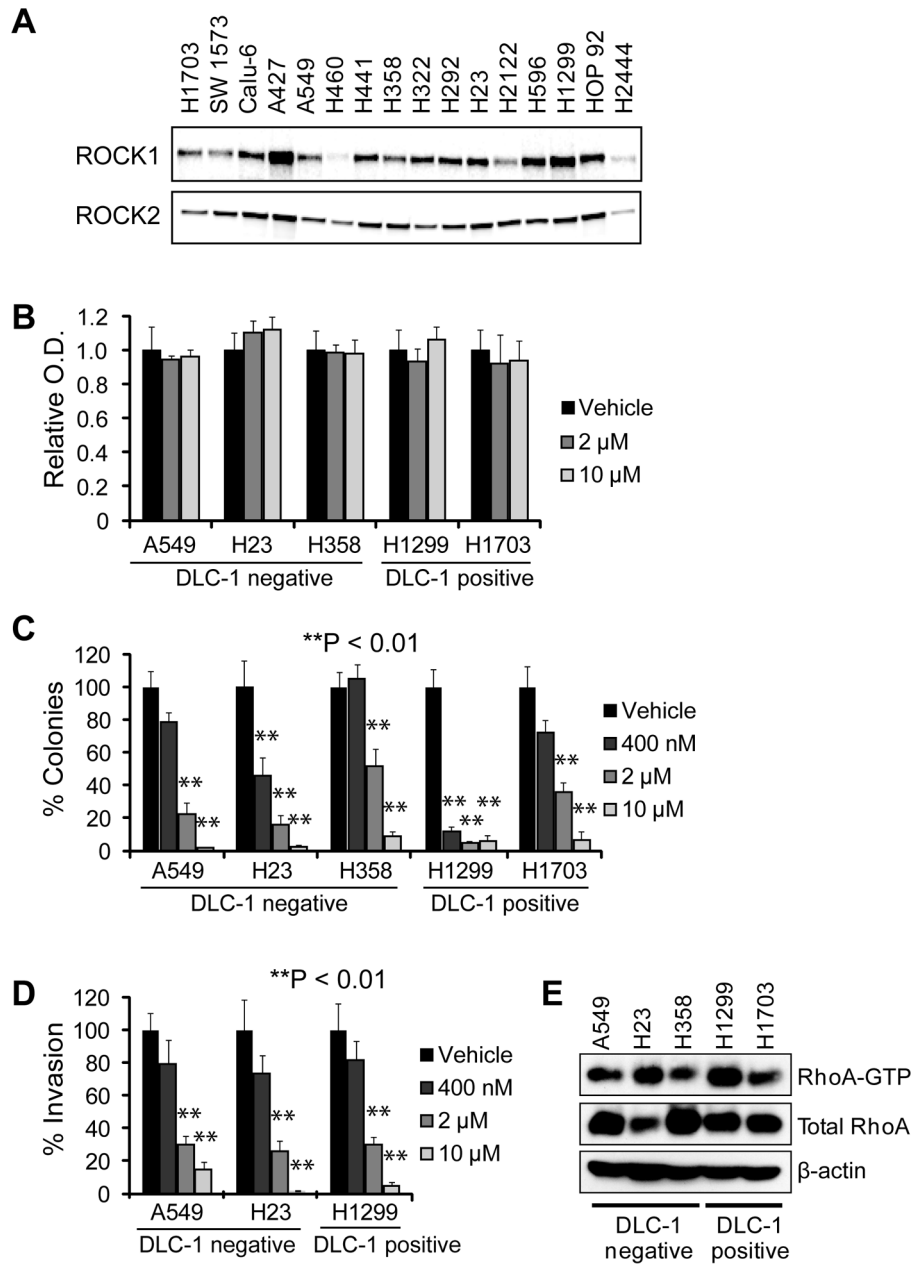 A
H1703
SW 1573
Calu-6
A427
A549
H460
H441
H358
H322
H292
H23
H2122
H596
H1299
HOP 92
H2444
ROCK1
ROCK2
B
Relative O.D.
1.2
1.0
0.8
0.6
0.4
0.2
0
A549 H23 H358 H1299 H1703
DLC-1 negative DLC-1 positive
Vehicle
2 µM
10 µM
C
**P < 0.01
% Colonies
120
100
80
60
40
20
0
** **
** ** **
** **
** ** **
** **
A549 H23 H358 H1299 H1703
DLC-1 negative DLC-1 positive
Vehicle
400 nM
2 µM
10 µM
D
**P < 0.01
% Invasion
120
100
80
60
40
20
0
** **
** **
** **
A549 H23 H1299
DLC-1 negative DLC-1 positive
Vehicle
400 nM
2 µM
10 µM
E
A549
H23
H358
H1299
H1703
RhoA-GTP
Total RhoA
β-actin
DLC-1 DLC-1
negative positive